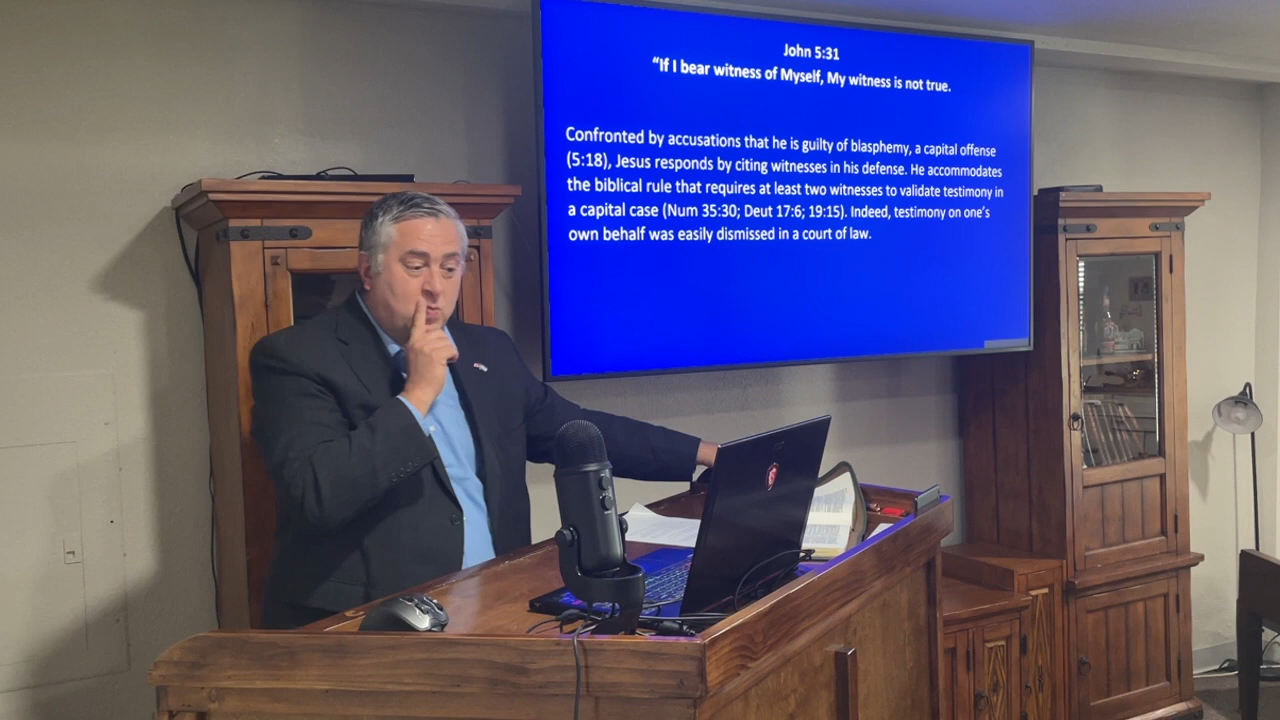 John 5:31
“If I bear witness of Myself, My witness is not true.
Confronted by accusations that he is guilty of blasphemy, a capital offense
(5:18), Jesus responds by citing witnesses in his defense. He accommodates
the biblical rule that requires at least two witnesses to validate testimony in
a capital case (Num 35:30; Deut 17:6; 19:15). Indeed, testimony on one’s
own behalf was easily dismissed in a court of law.